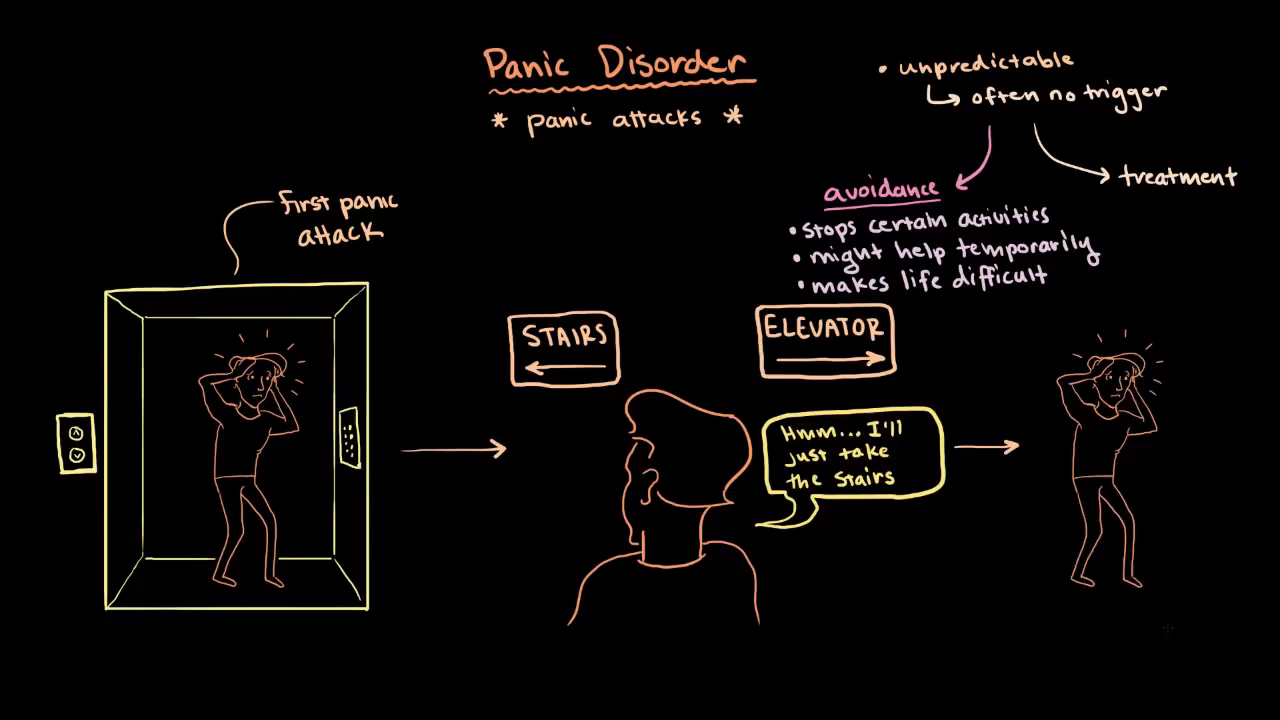 Panic Disorder
* panic attacks *
• unpredictable
↳ often no trigger
treatment
avoidance
• stops certain activities
• might help temporarily
• makes life difficult
first panic
attack
STAIRS
ELEVATOR
Hmm... I'll
just take
the stairs